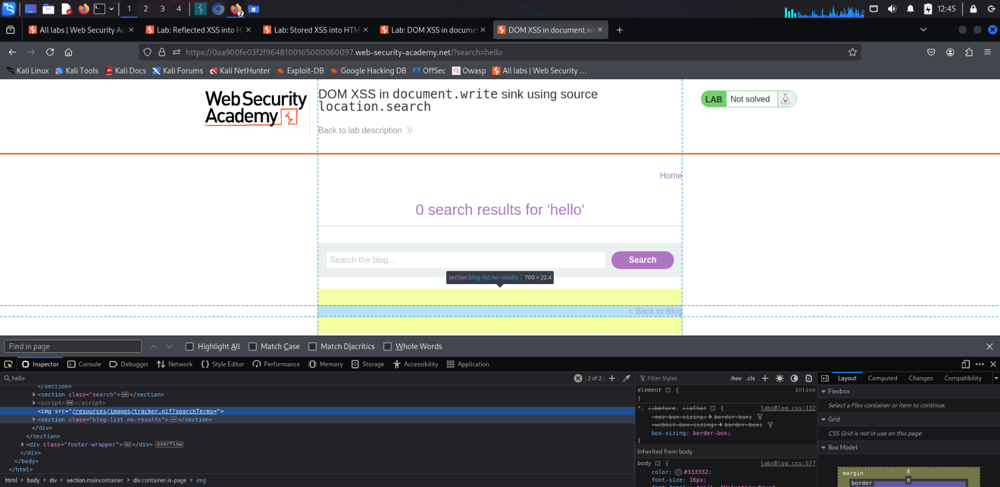 1 2 3 4 2 12:45
All labs | Web Security Ac × Lab: Reflected XSS into H × Lab: Stored XSS into HTM × Lab: DOM XSS in docume × DOM XSS in document.w × +
https://0aa900fe03f2f9648100165000060097.web-security-academy.net/?search=hello
Kali Linux Kali Tools Kali Docs Kali Forums Kali NetHunter Exploit-DB Google Hacking DB OffSec Owasp All labs | Web Security …
Web Security
Academy
DOM XSS in document.write sink using source
location.search
Back to lab description
LAB Not solved
Home
0 search results for 'hello'
Search the blog... Search
section.blog-list.no-results 700 × 22.4
< Back to Blog
Find in page Highlight All Match Case Match Diacritics Whole Words
Inspector Console Debugger Network Style Editor Performance Memory Storage Accessibility Application
hello 2 of 2 +
</section>
<section class="search"></section>
<script></script>
<img src="/resources/images/tracker.gif?searchTerms=">
<section class="blog-list no-results"></section>
</div>
</section>
<div class="footer-wrapper"></div> overflow
</div>
</body>
</html>
html > body > div > section.maincontainer > div.container.is-page > img
Filter Styles :hov .cls +
element { inline
}
*, ::before, ::after { labsBlog.css:132
-moz-box-sizing: border-box;
-webkit-box-sizing: border-box;
box-sizing: border-box;
}
Inherited from body
body { labsBlog.css:577
color: #333332;
font-size: 16px;
Layout Computed Changes Compatibility
Flexbox
Select a Flex container or item to continue.
Grid
CSS Grid is not in use on this page
Box Model
margin 0
border 0